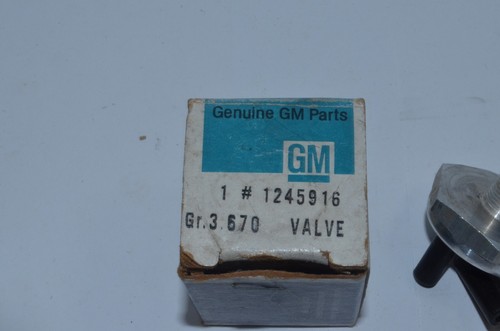 Genuine GM Parts
GM
1 # 1245916
Gr.3.670 VALVE